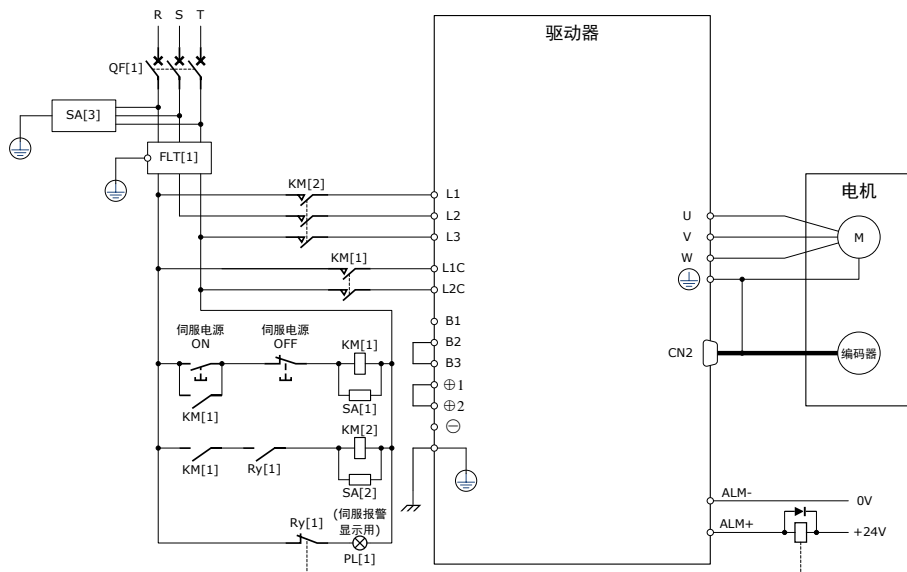 R S T
驱动器
QF[1]
SA[3]
FLT[1]
KM[2]
L1
L2
L3
KM[1]
L1C
L2C
B1
B2
B3
⊕1
⊕2
⊖
伺服电源
ON
伺服电源
OFF
KM[1]
SA[1]
KM[1]
KM[2]
KM[1]
Ry[1]
SA[2]
(伺服报警
显示用)
Ry[1]
PL[1]
电机
U
V
W
M
CN2
编码器
ALM-
0V
ALM+
+24V